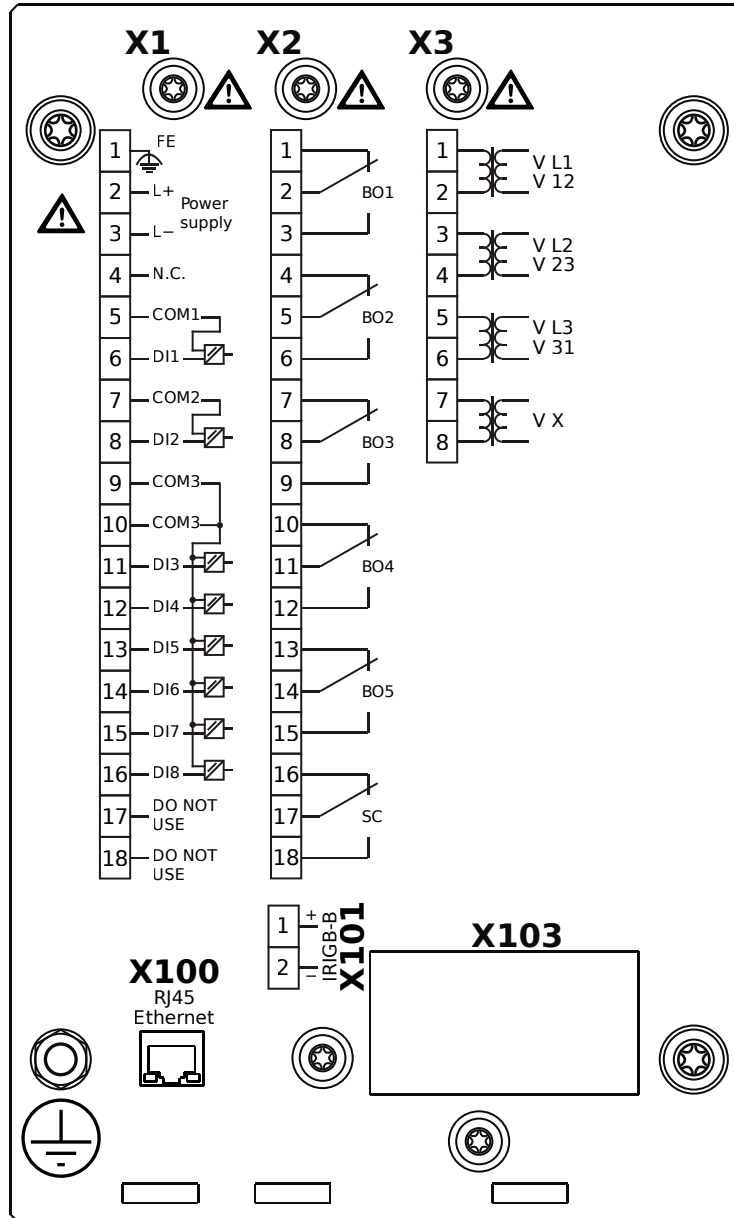 X1
X2
X3
1
FE
2
L+
Power
supply
3
L−
4
N.C.
5
COM1
6
DI1
7
COM2
8
DI2
9
COM3
10
COM3
11
DI3
12
DI4
13
DI5
14
DI6
15
DI7
16
DI8
17
DO NOT
USE
18
DO NOT
USE
1
2
BO1
3
4
5
BO2
6
7
8
BO3
9
10
11
BO4
12
13
14
BO5
15
16
17
SC
18
1
V L1
2
V 12
3
V L2
4
V 23
5
V L3
6
V 31
7
V X
8
1
+
2
−
IRIGB-B
X101
X100
RJ45
Ethernet
X103